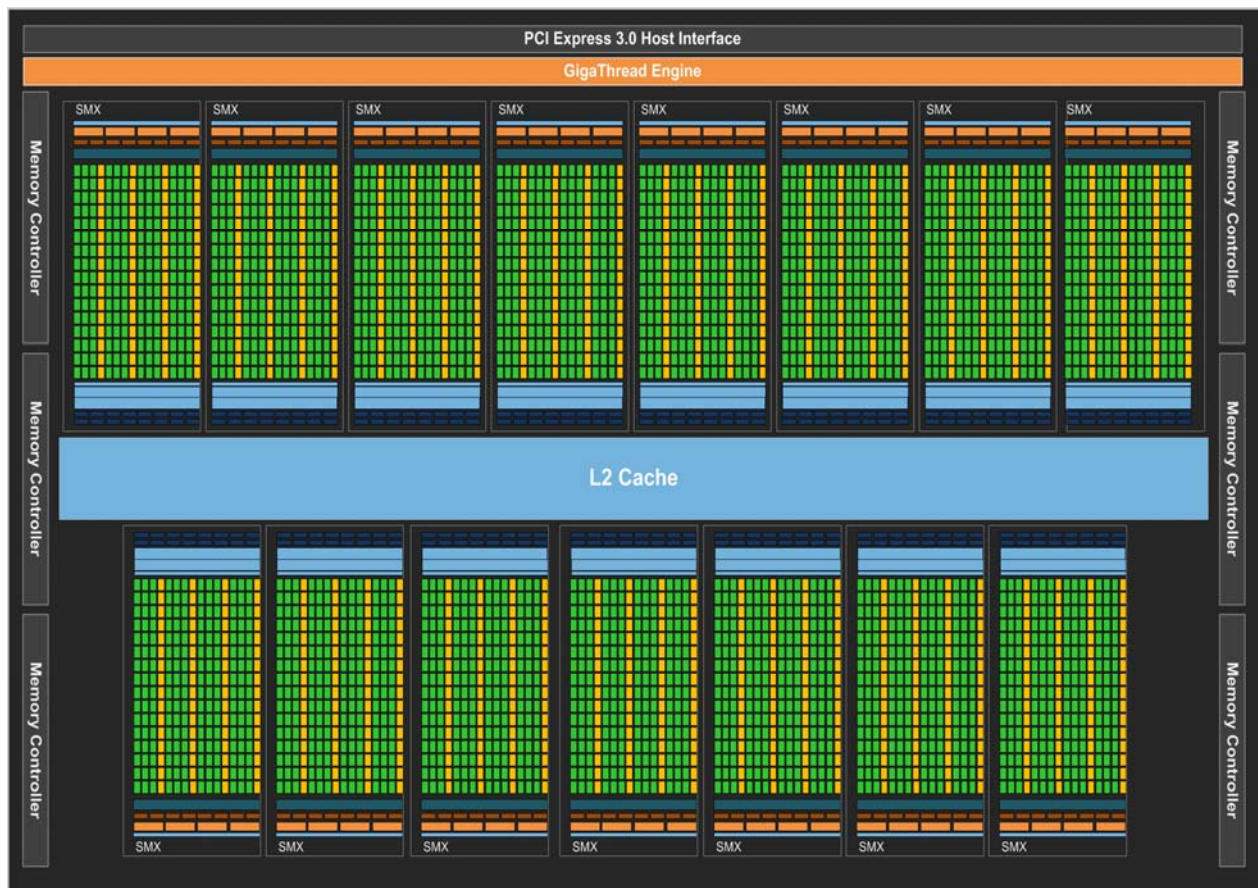 PCI Express 3.0 Host Interface
GigaThread Engine
Memory Controller
SMX
SMX
SMX
SMX
SMX
SMX
SMX
SMX
Memory Controller
Memory Controller
L2 Cache
Memory Controller
Memory Controller
SMX
SMX
SMX
SMX
SMX
SMX
SMX
Memory Controller